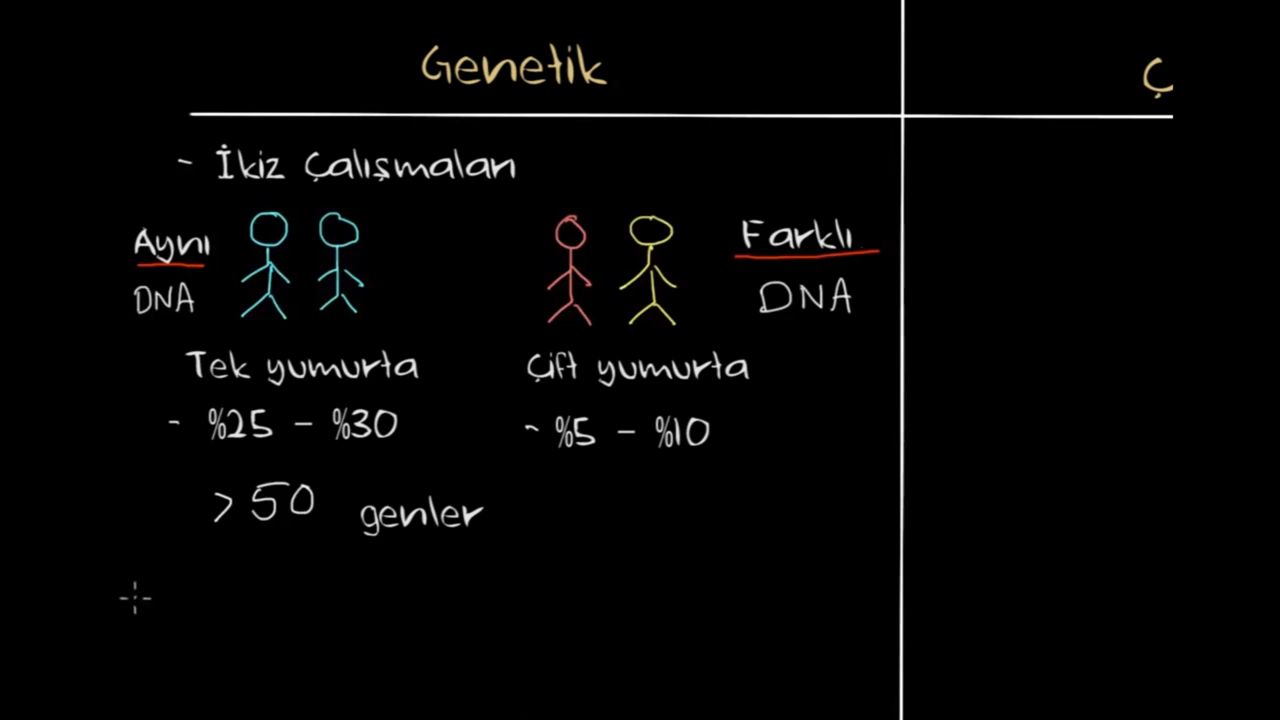 Genetik
Ç
- İkiz Çalışmaları
Aynı
DNA
Farklı
DNA
Tek yumurta
Çift yumurta
- %25 - %30
- %5 - %10
> 50 genler